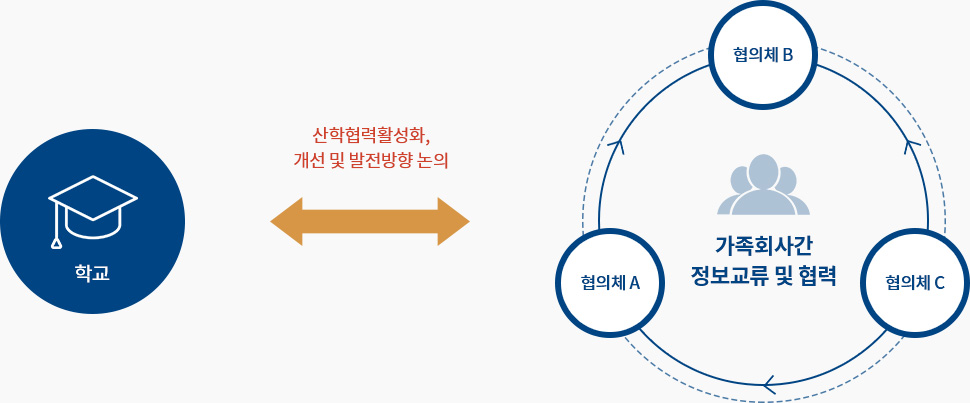 학교
산학협력활성화,
개선 및 발전방향 논의
협의체 B
가족회사간
정보교류 및 협력
협의체 A
협의체 C